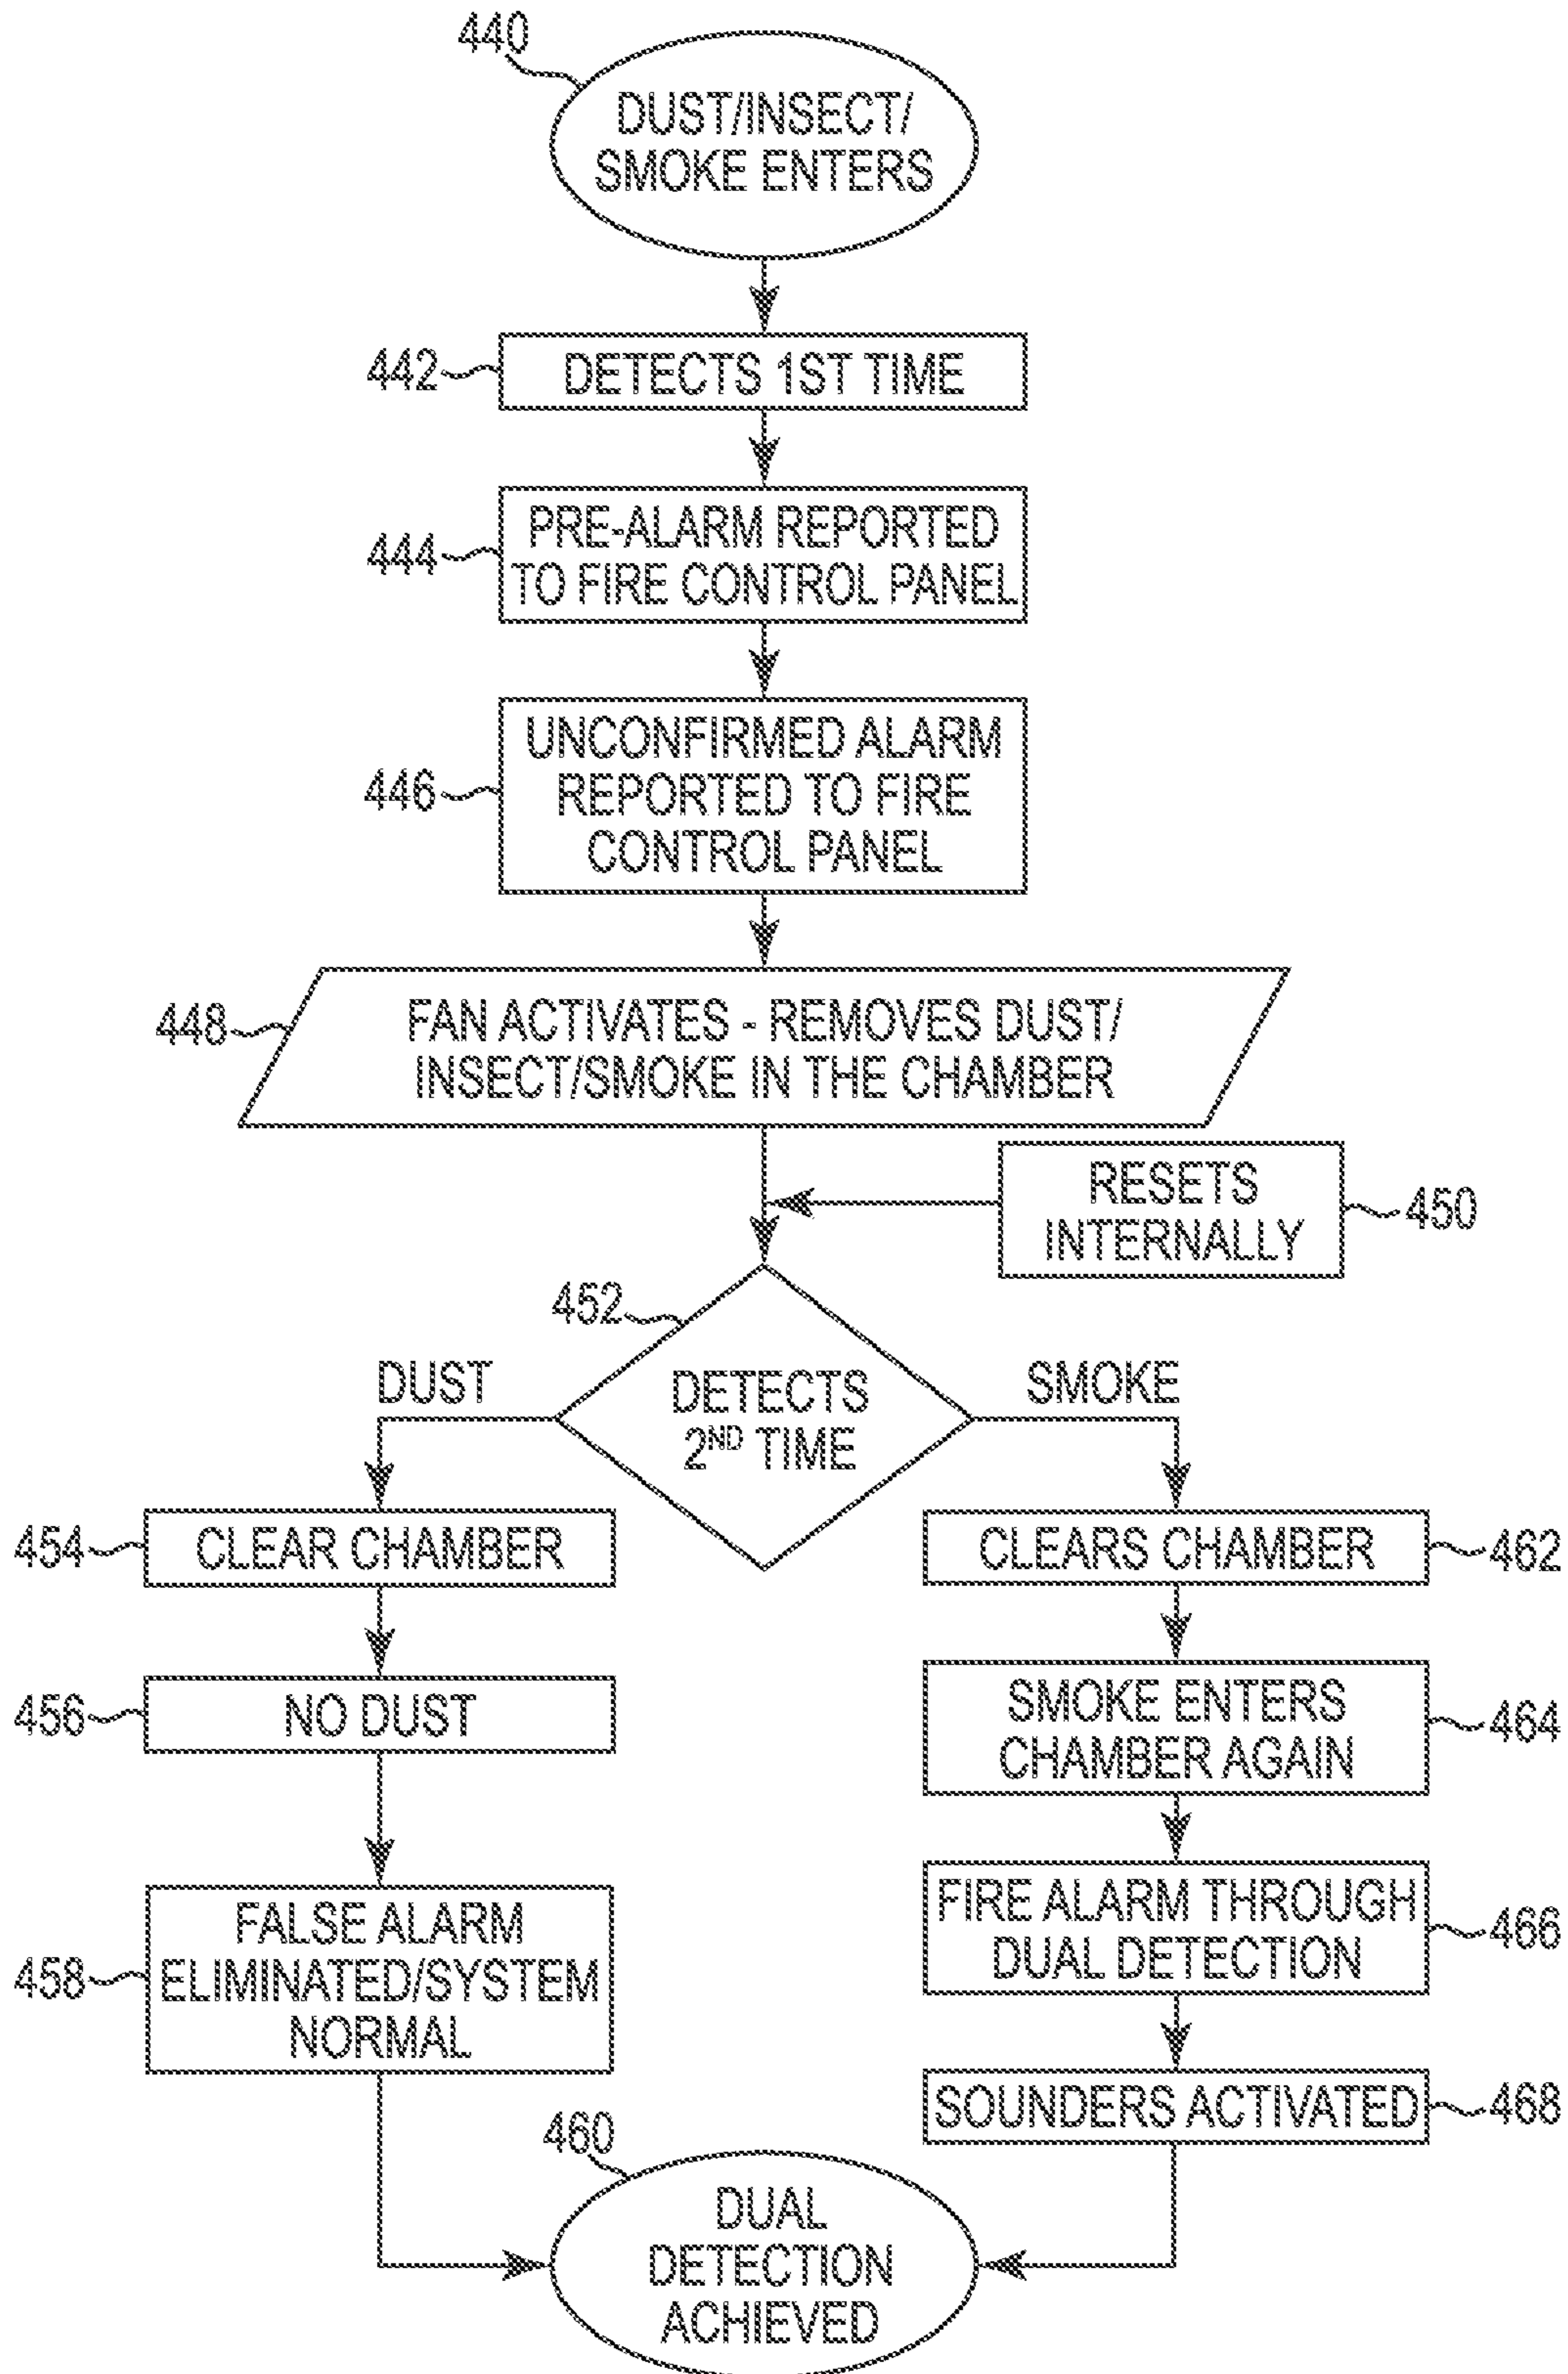 440
DUST/INSECT/
SMOKE ENTERS
442
DETECTS 1ST TIME
444
PRE-ALARM REPORTED
TO FIRE CONTROL PANEL
446
UNCONFIRMED ALARM
REPORTED TO FIRE
CONTROL PANEL
448
FAN ACTIVATES - REMOVES DUST/
INSECT/SMOKE IN THE CHAMBER
RESETS
INTERNALLY
450
452
DETECTS
2ND TIME
DUST
SMOKE
454
CLEAR CHAMBER
456
NO DUST
458
FALSE ALARM
ELIMINATED/SYSTEM
NORMAL
CLEARS CHAMBER
462
SMOKE ENTERS
CHAMBER AGAIN
464
FIRE ALARM THROUGH
DUAL DETECTION
466
SOUNDERS ACTIVATED
468
460
DUAL
DETECTION
ACHIEVED